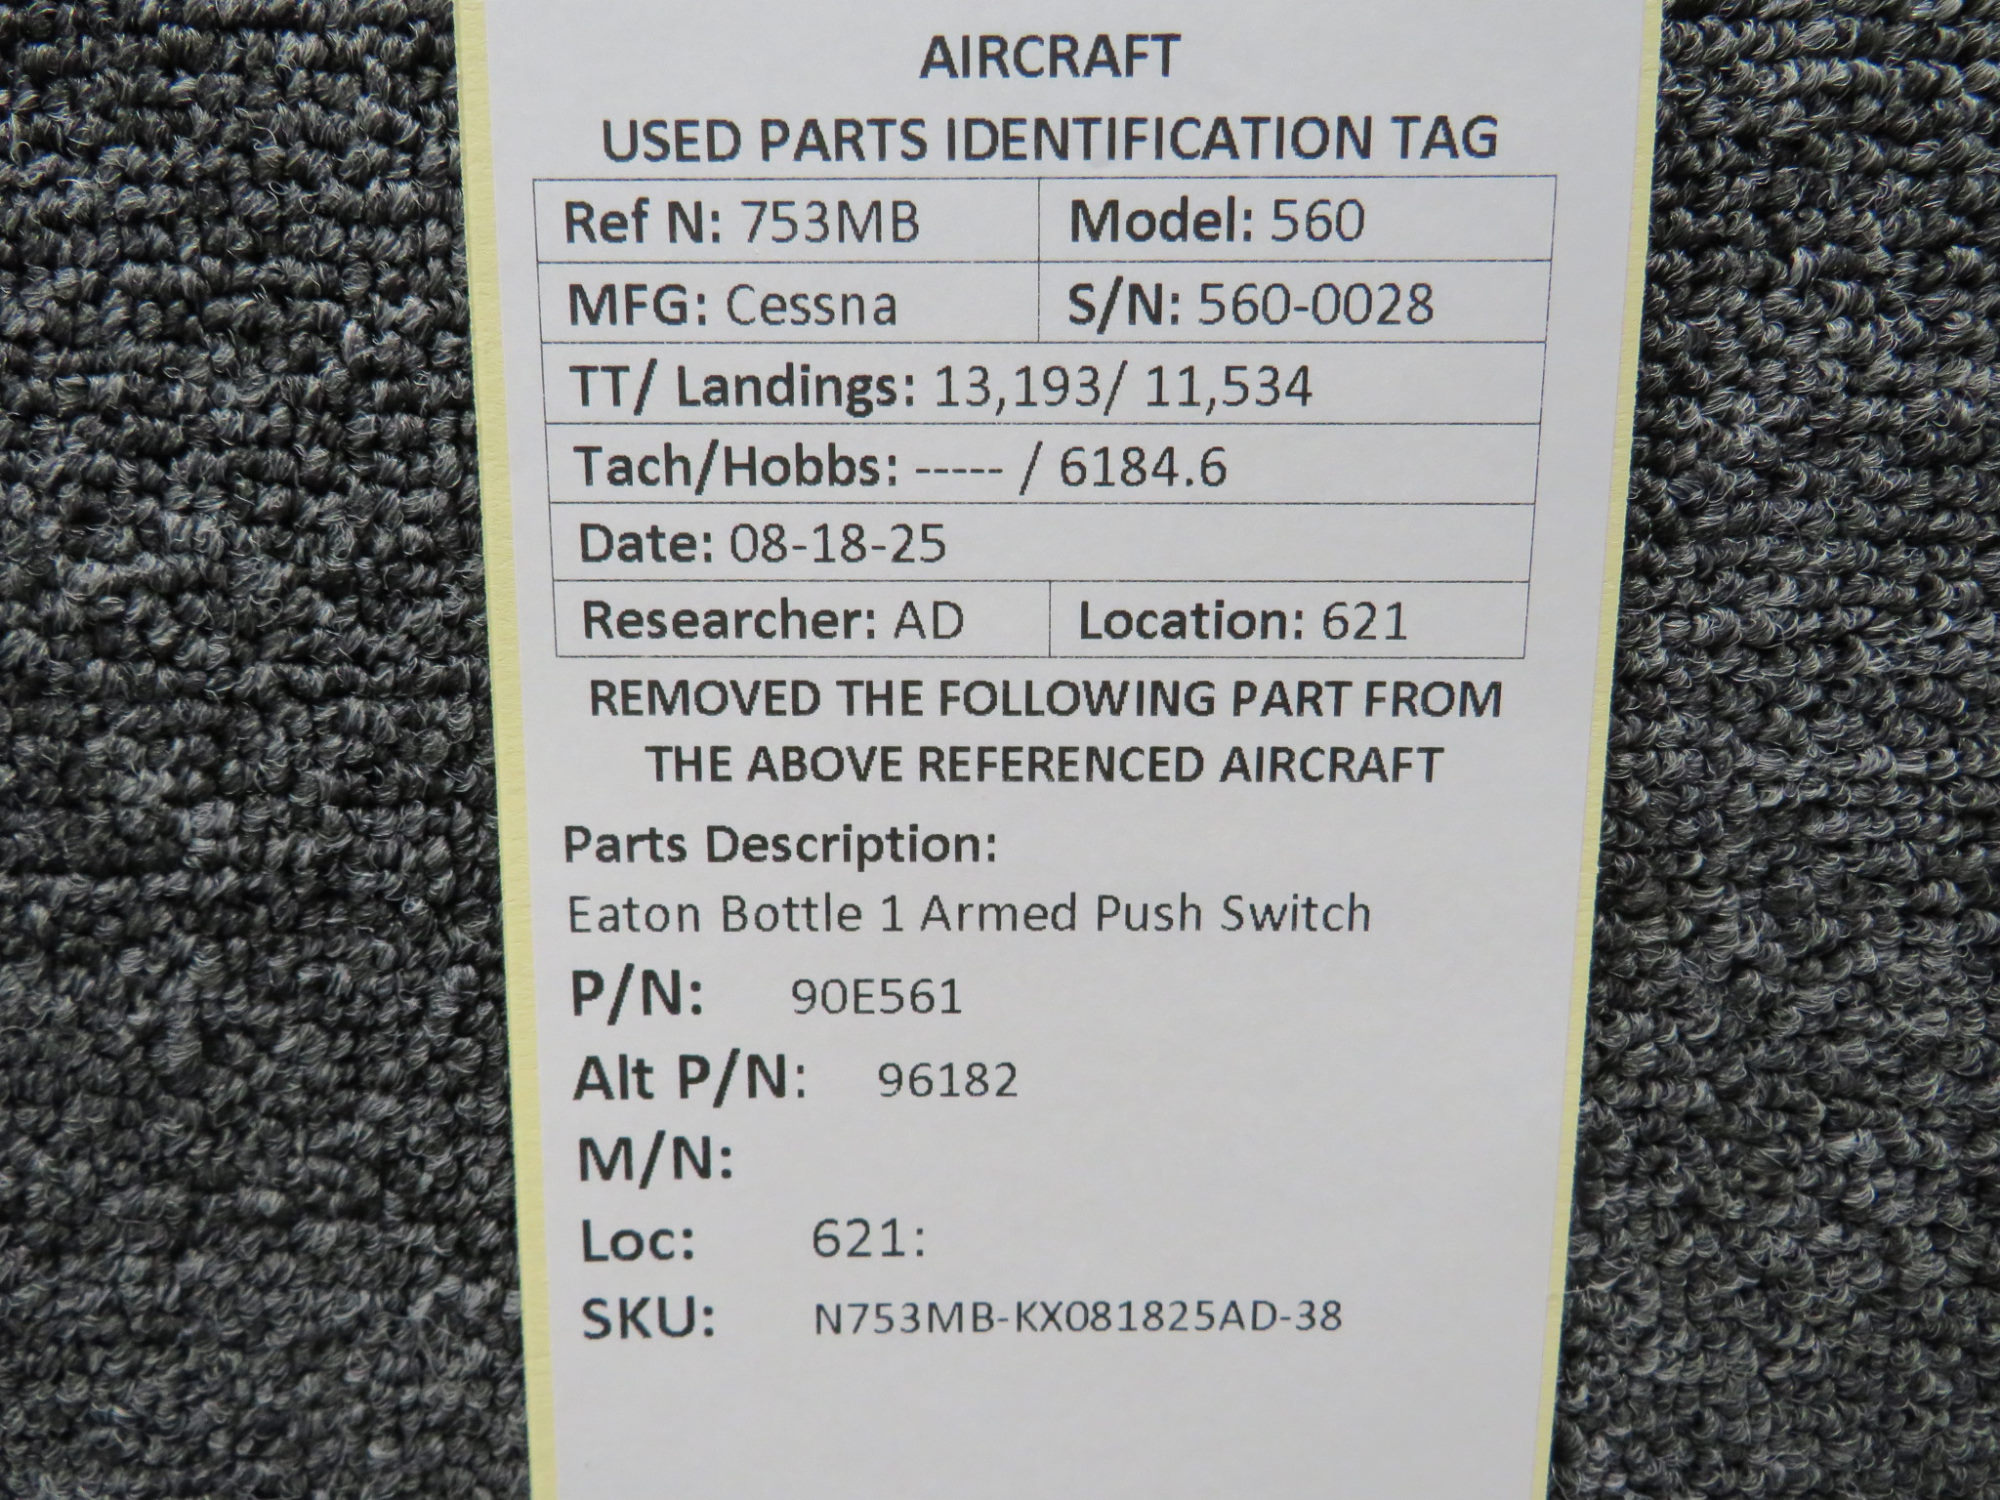 AIRCRAFT
USED PARTS IDENTIFICATION TAG
Ref N: 753MB Model: 560
MFG: Cessna S/N: 560-0028
TT/ Landings: 13,193/ 11,534
Tach/Hobbs: ----- / 6184.6
Date: 08-18-25
Researcher: AD Location: 621
REMOVED THE FOLLOWING PART FROM
THE ABOVE REFERENCED AIRCRAFT
Parts Description:
Eaton Bottle 1 Armed Push Switch
P/N: 90E561
Alt P/N: 96182
M/N:
Loc: 621:
SKU: N753MB-KX081825AD-38